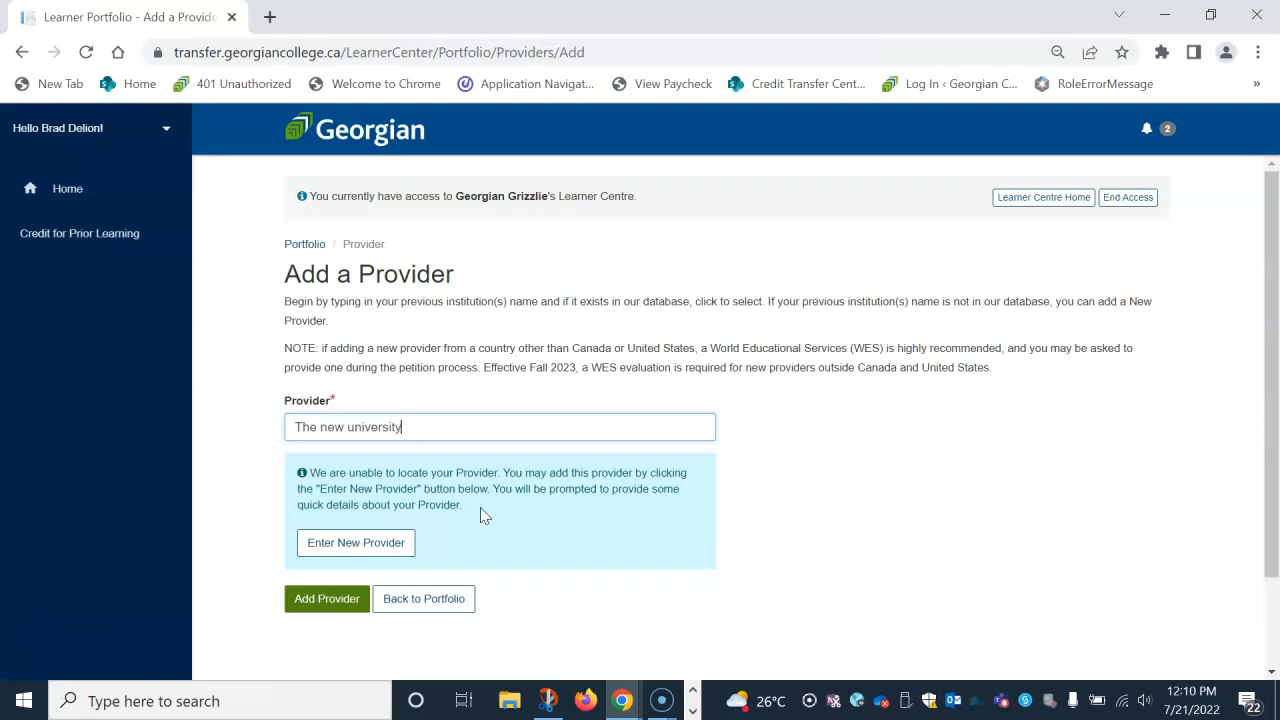 Learner Portfolio - Add a Provide
transfer.georgiancollege.ca/LearnerCenter/Portfolio/Providers/Add
New Tab
Home
401 Unauthorized
Welcome to Chrome
Application Navigat...
View Paycheck
Credit Transfer Cent...
Log In ‹ Georgian C...
RoleErrorMessage
»
Hello Brad Delion!
Georgian
2
Home
Credit for Prior Learning
You currently have access to Georgian Grizzlie's Learner Centre.
Learner Centre Home
End Access
Portfolio / Provider
Add a Provider
Begin by typing in your previous institution(s) name and if it exists in our database, click to select. If your previous institution(s) name is not in our database, you can add a New
Provider.
NOTE: if adding a new provider from a country other than Canada or United States, a World Educational Services (WES) is highly recommended, and you may be asked to
provide one during the petition process. Effective Fall 2023, a WES evaluation is required for new providers outside Canada and United States.
Provider*
The new university
We are unable to locate your Provider. You may add this provider by clicking
the "Enter New Provider" button below. You will be prompted to provide some
quick details about your Provider.
Enter New Provider
Add Provider
Back to Portfolio
Type here to search
26°C
12:10 PM
7/21/2022
22